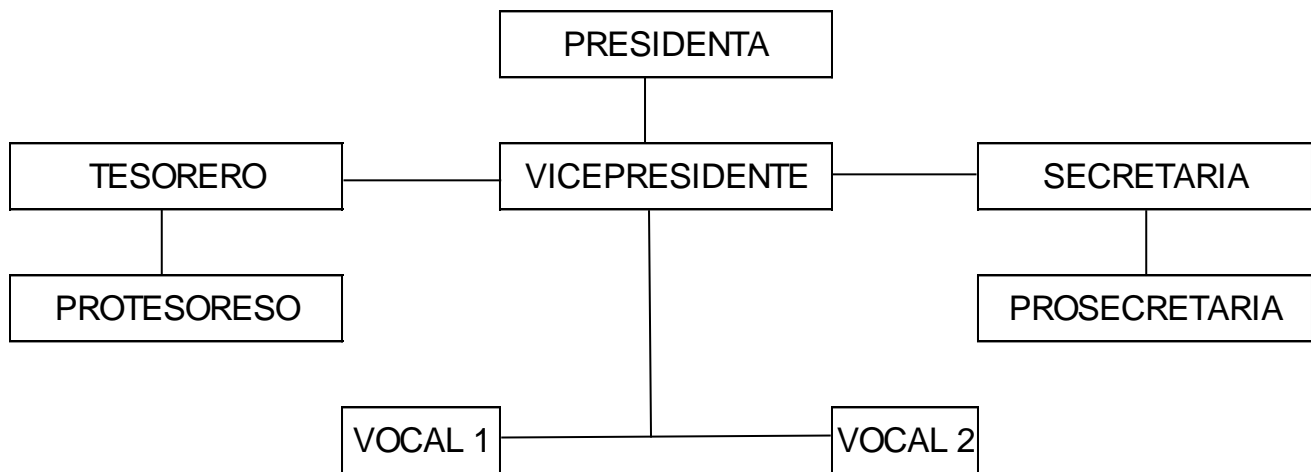 PRESIDENTA
TESORERO
VICEPRESIDENTE
SECRETARIA
PROTESORESO
PROSECRETARIA
VOCAL 1
VOCAL 2